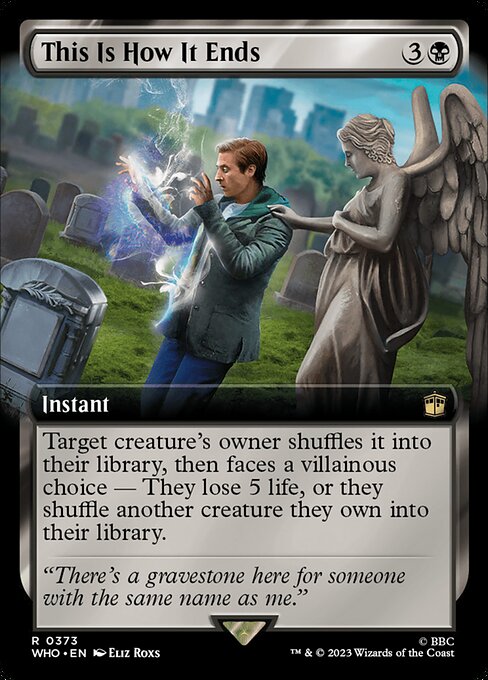 This Is How It Ends 3
Instant
Target creature's owner shuffles it into
their library, then faces a villainous
choice — They lose 5 life, or they
shuffle another creature they own into
their library.
“There's a gravestone here for someone
with the same name as me.”
R 0373
WHO • EN Eliz Roxs
© BBC
™ & © 2023 Wizards of the Coast